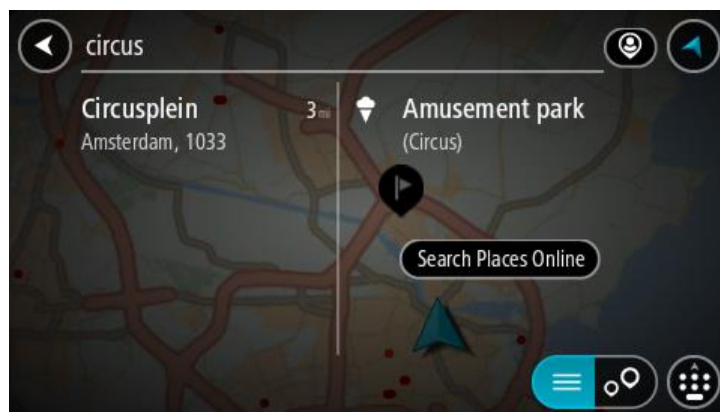 circus
Circusplein 3 mi
Amsterdam, 1033
Amusement park
(Circus)
Search Places Online